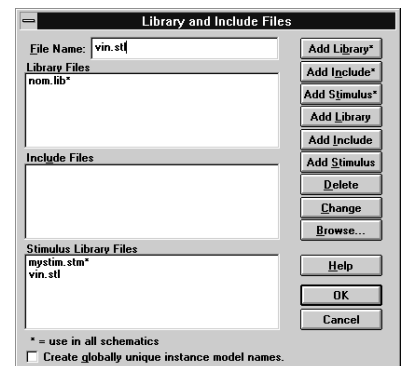 Library and Include Files
File Name: vin.stl
Library Files
nom.lib*
Include Files
Stimulus Library Files
mystim.stm*
vin.stl
* = use in all schematics
Create globally unique instance model names.
Add Library*
Add Include*
Add Stimulus*
Add Library
Add Include
Add Stimulus
Delete
Change
Browse...
Help
OK
Cancel